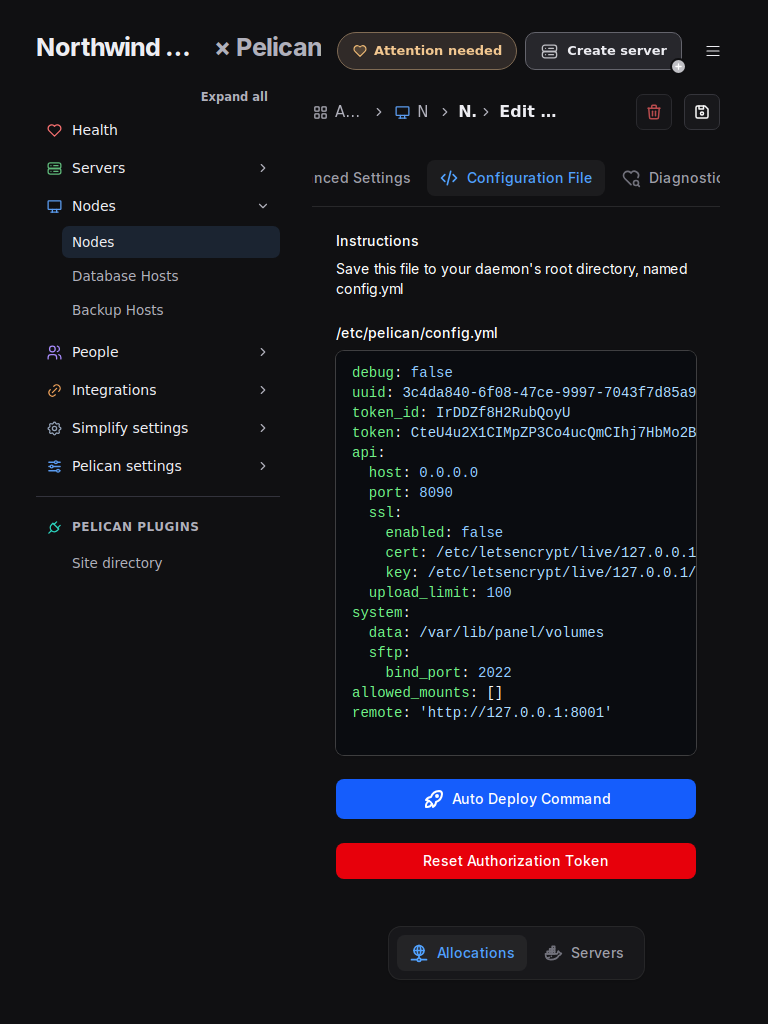 Northwind ... × Pelican
Attention needed
Create server
Expand all
Health
Servers
Nodes
Nodes
Database Hosts
Backup Hosts
People
Integrations
Simplify settings
Pelican settings
PELICAN PLUGINS
Site directory
A... > N > N. > Edit ...
nced Settings
Configuration File
Diagnostic
Instructions
Save this file to your daemon's root directory, named
config.yml
/etc/pelican/config.yml
debug: false
uuid: 3c4da840-6f08-47ce-9997-7043f7d85a9
token_id: IrDDZf8H2RubQoyU
token: CteU4u2X1CIMpZP3Co4ucQmCIhj7HbMo2B
api:
  host: 0.0.0.0
  port: 8090
  ssl:
    enabled: false
    cert: /etc/letsencrypt/live/127.0.0.1
    key: /etc/letsencrypt/live/127.0.0.1/
  upload_limit: 100
system:
  data: /var/lib/panel/volumes
  sftp:
    bind_port: 2022
allowed_mounts: []
remote: 'http://127.0.0.1:8001'
Auto Deploy Command
Reset Authorization Token
Allocations
Servers